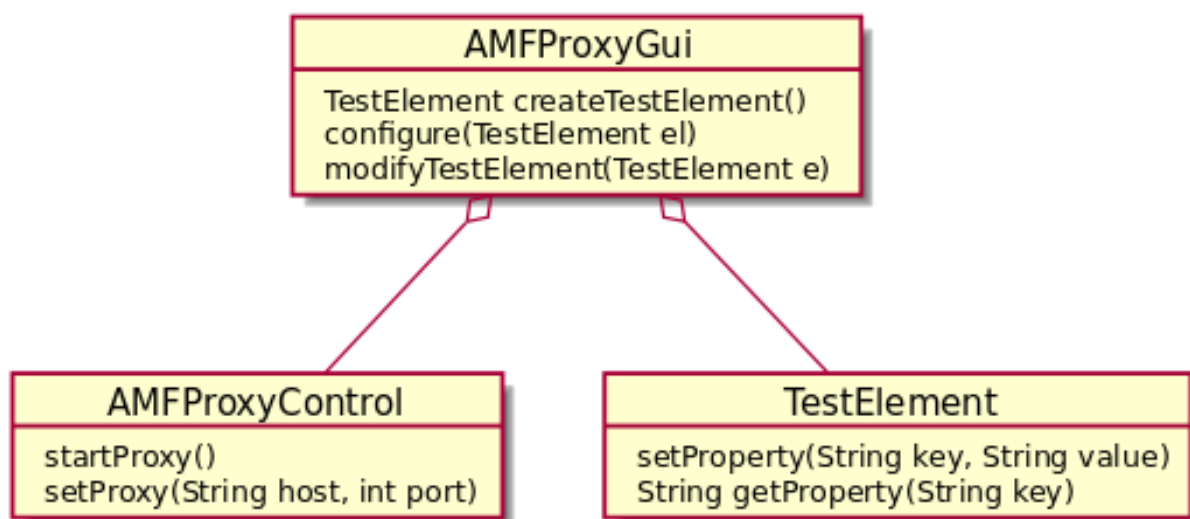 AMFProxyGui
TestElement createTestElement()
configure(TestElement el)
modifyTestElement(TestElement e)
AMFProxyControl
startProxy()
setProxy(String host, int port)
TestElement
setProperty(String key, String value)
String getProperty(String key)